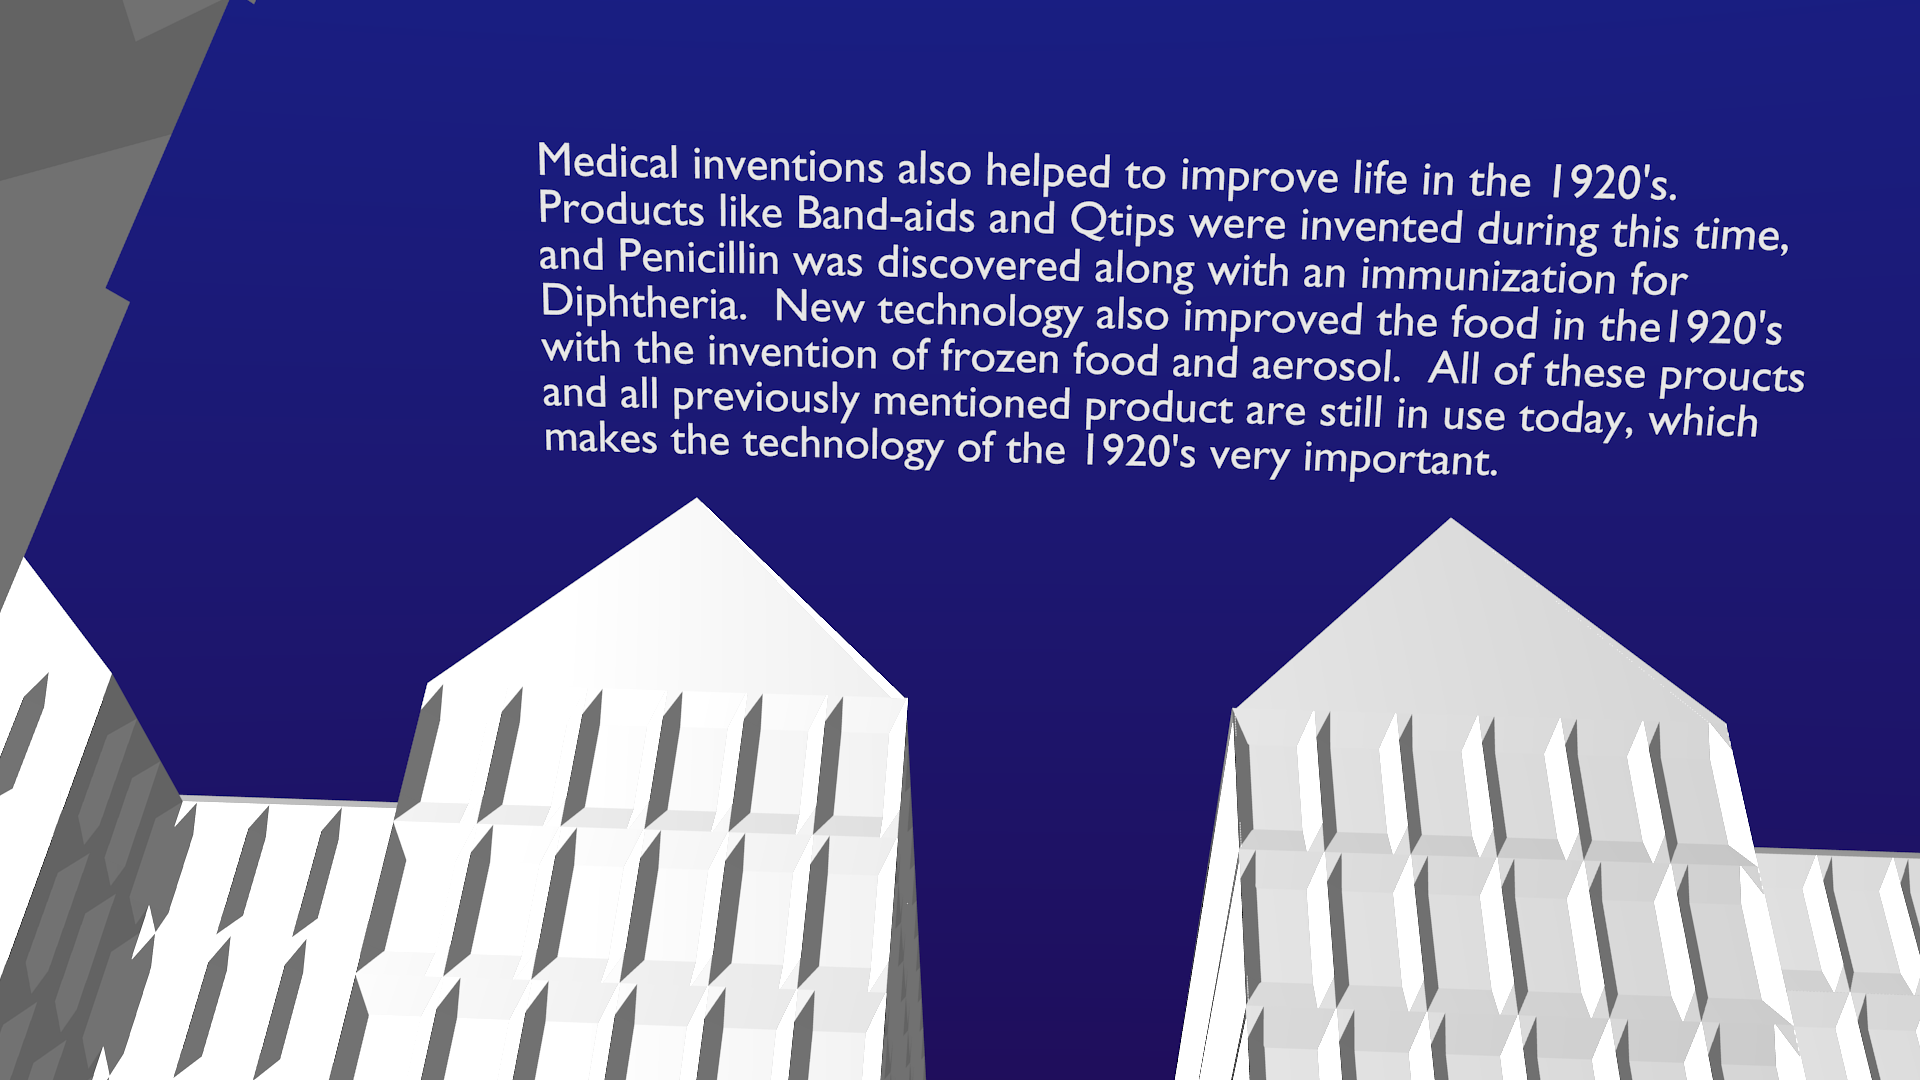 Medical inventions also helped to improve life in the 1920's.
Products like Band-aids and Qtips were invented during this time,
and Penicillin was discovered along with an immunization for
Diphtheria.  New technology also improved the food in the1920's
with the invention of frozen food and aerosol.  All of these proucts
and all previously mentioned product are still in use today, which
makes the technology of the 1920's very important.